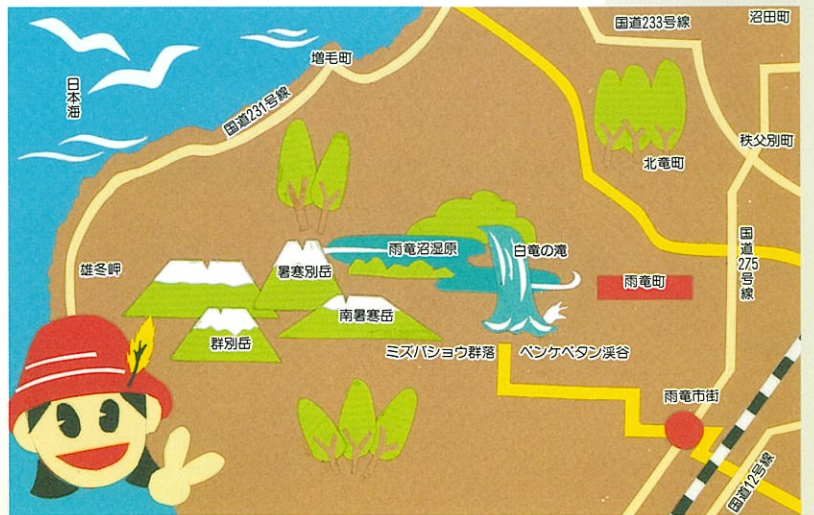 国道233号線
沼田町
増毛町
日本海
国道231号線
秩父別町
北竜町
雨竜沼湿原
白竜の滝
国道275号線
雄冬岬
暑寒別岳
雨竜町
南暑寒岳
群別岳
ミズバショウ群落
ペンケペタン渓谷
雨竜市街
国道12号線